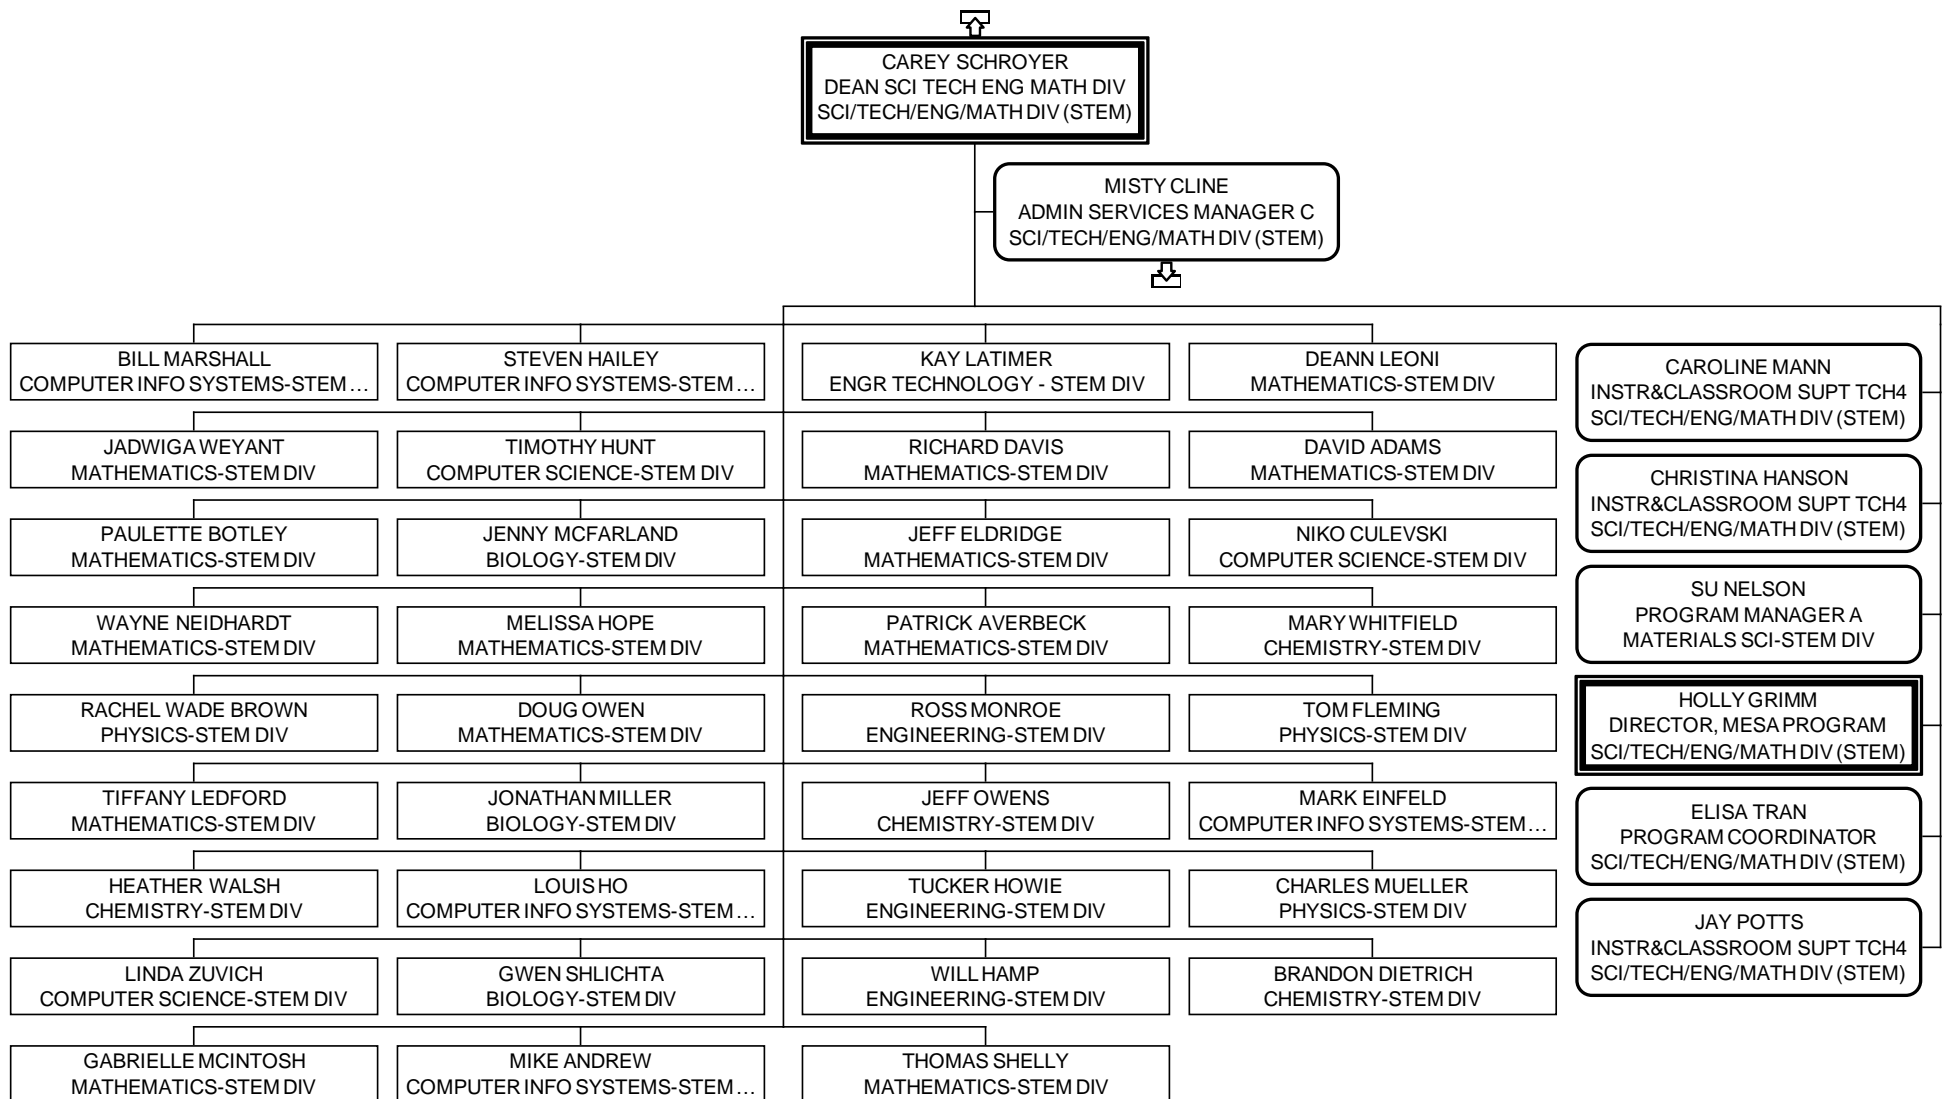 CAREY SCHROYER
DEAN SCI TECH ENG MATH DIV
SCI/TECH/ENG/MATH DIV (STEM)
MISTY CLINE
ADMIN SERVICES MANAGER C
SCI/TECH/ENG/MATH DIV (STEM)
BILL MARSHALL
COMPUTER INFO SYSTEMS-STEM…
STEVEN HAILEY
COMPUTER INFO SYSTEMS-STEM…
KAY LATIMER
ENGR TECHNOLOGY - STEM DIV
DEANN LEONI
MATHEMATICS-STEM DIV
JADWIGA WEYANT
MATHEMATICS-STEM DIV
TIMOTHY HUNT
COMPUTER SCIENCE-STEM DIV
RICHARD DAVIS
MATHEMATICS-STEM DIV
DAVID ADAMS
MATHEMATICS-STEM DIV
PAULETTE BOTLEY
MATHEMATICS-STEM DIV
JENNY MCFARLAND
BIOLOGY-STEM DIV
JEFF ELDRIDGE
MATHEMATICS-STEM DIV
NIKO CULEVSKI
COMPUTER SCIENCE-STEM DIV
WAYNE NEIDHARDT
MATHEMATICS-STEM DIV
MELISSA HOPE
MATHEMATICS-STEM DIV
PATRICK AVERBECK
MATHEMATICS-STEM DIV
MARY WHITFIELD
CHEMISTRY-STEM DIV
RACHEL WADE BROWN
PHYSICS-STEM DIV
DOUG OWEN
MATHEMATICS-STEM DIV
ROSS MONROE
ENGINEERING-STEM DIV
TOM FLEMING
PHYSICS-STEM DIV
TIFFANY LEDFORD
MATHEMATICS-STEM DIV
JONATHAN MILLER
BIOLOGY-STEM DIV
JEFF OWENS
CHEMISTRY-STEM DIV
MARK EINFELD
COMPUTER INFO SYSTEMS-STEM…
HEATHER WALSH
CHEMISTRY-STEM DIV
LOUIS HO
COMPUTER INFO SYSTEMS-STEM…
TUCKER HOWIE
ENGINEERING-STEM DIV
CHARLES MUELLER
PHYSICS-STEM DIV
LINDA ZUVICH
COMPUTER SCIENCE-STEM DIV
GWEN SHLICHTA
BIOLOGY-STEM DIV
WILL HAMP
ENGINEERING-STEM DIV
BRANDON DIETRICH
CHEMISTRY-STEM DIV
GABRIELLE MCINTOSH
MATHEMATICS-STEM DIV
MIKE ANDREW
COMPUTER INFO SYSTEMS-STEM…
THOMAS SHELLY
MATHEMATICS-STEM DIV
CAROLINE MANN
INSTR&CLASSROOM SUPT TCH4
SCI/TECH/ENG/MATH DIV (STEM)
CHRISTINA HANSON
INSTR&CLASSROOM SUPT TCH4
SCI/TECH/ENG/MATH DIV (STEM)
SU NELSON
PROGRAM MANAGER A
MATERIALS SCI-STEM DIV
HOLLY GRIMM
DIRECTOR, MESA PROGRAM
SCI/TECH/ENG/MATH DIV (STEM)
ELISA TRAN
PROGRAM COORDINATOR
SCI/TECH/ENG/MATH DIV (STEM)
JAY POTTS
INSTR&CLASSROOM SUPT TCH4
SCI/TECH/ENG/MATH DIV (STEM)